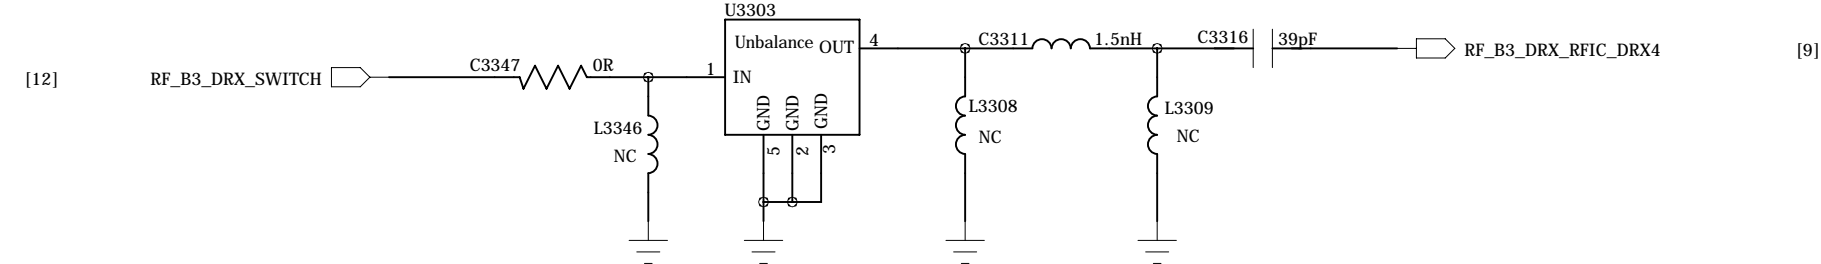 U3303
Unbalance
OUT
4
C3311
1.5nH
C3316
39pF
RF_B3_DRX_RFIC_DRX4
[9]
[12]
RF_B3_DRX_SWITCH
C3347
0R
1
IN
GND
GND
GND
5
2
3
L3346
NC
L3308
NC
L3309
NC